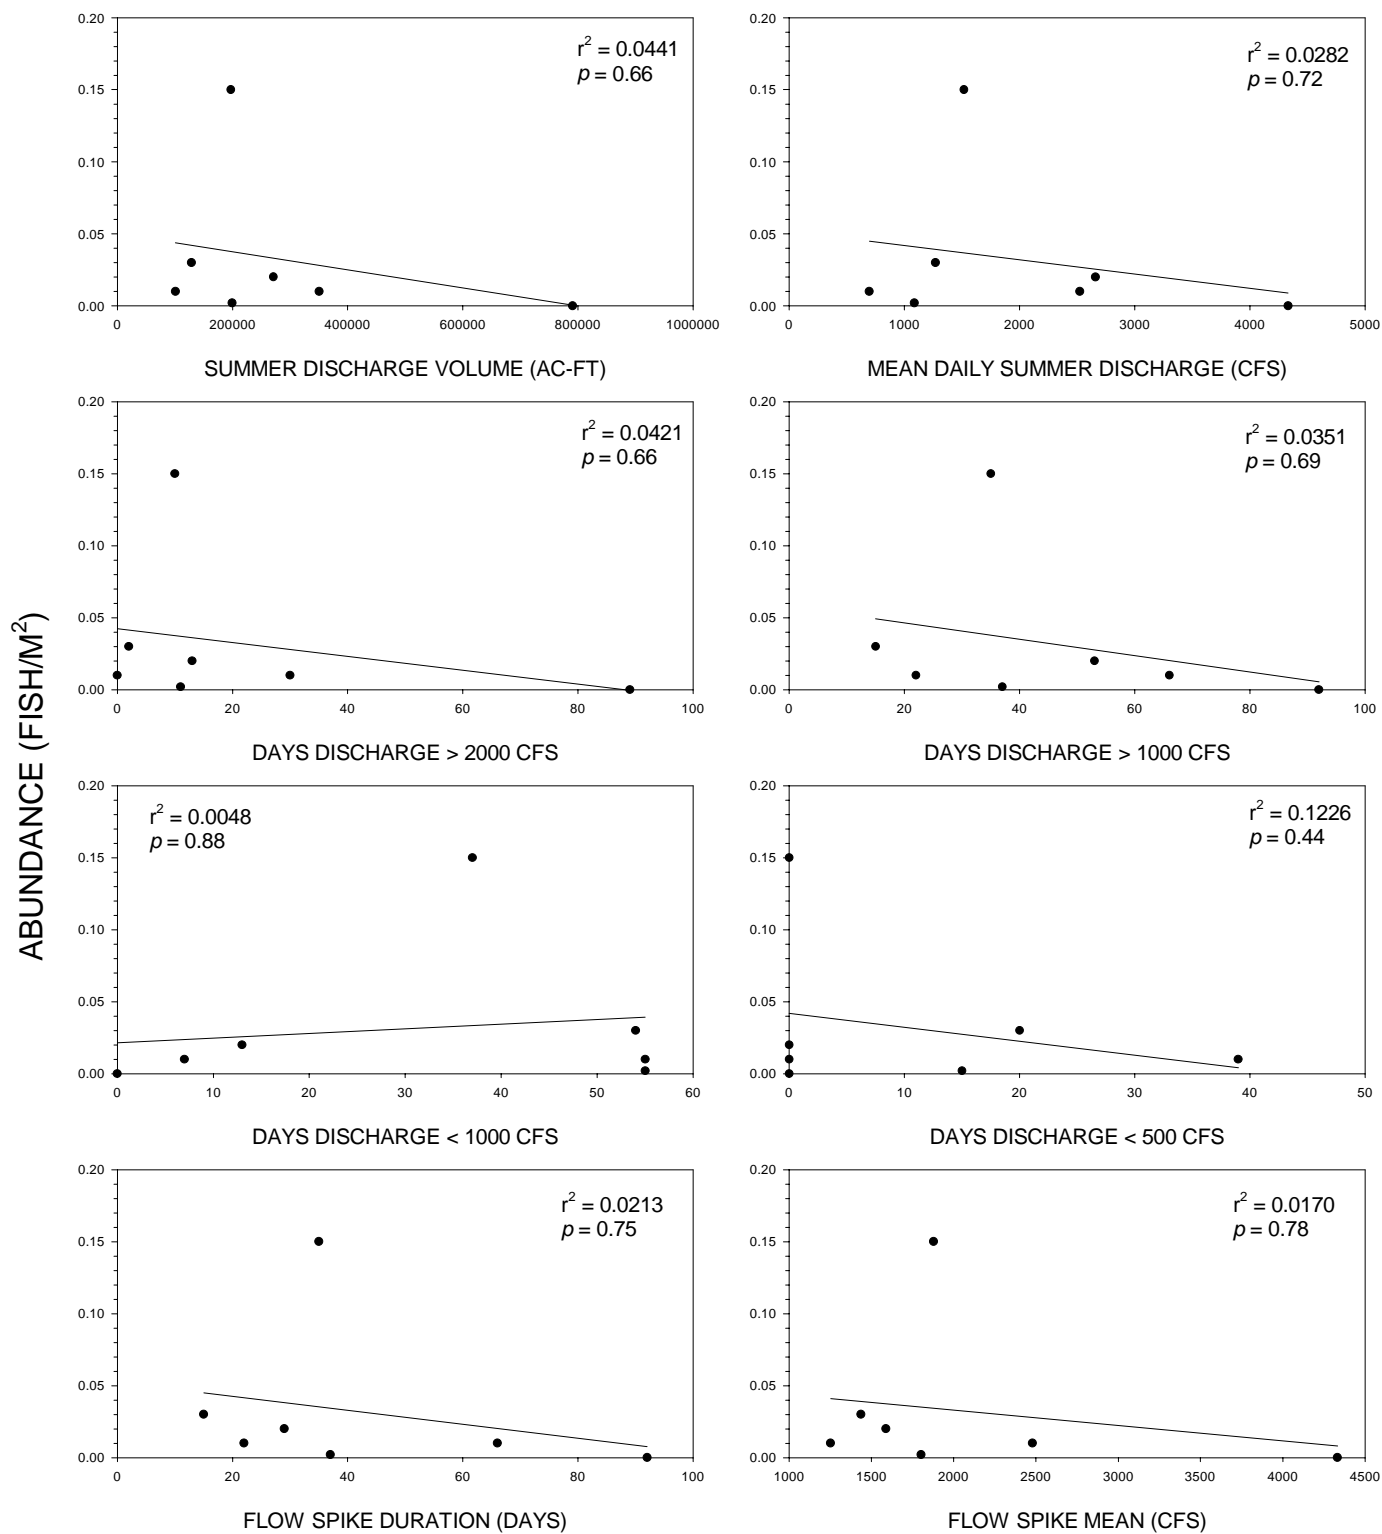 ABUNDANCE (FISH/M²)
r² = 0.0441
p = 0.66
0.20
0.15
0.10
0.05
0.00
0 200000 400000 600000 800000 1000000
SUMMER DISCHARGE VOLUME (AC-FT)
r² = 0.0282
p = 0.72
0.20
0.15
0.10
0.05
0.00
0 1000 2000 3000 4000 5000
MEAN DAILY SUMMER DISCHARGE (CFS)
r² = 0.0421
p = 0.66
0.20
0.15
0.10
0.05
0.00
0 20 40 60 80 100
DAYS DISCHARGE > 2000 CFS
r² = 0.0351
p = 0.69
0.20
0.15
0.10
0.05
0.00
0 20 40 60 80 100
DAYS DISCHARGE > 1000 CFS
r² = 0.0048
p = 0.88
0.20
0.15
0.10
0.05
0.00
0 10 20 30 40 50 60
DAYS DISCHARGE < 1000 CFS
r² = 0.1226
p = 0.44
0.20
0.15
0.10
0.05
0.00
0 10 20 30 40 50
DAYS DISCHARGE < 500 CFS
r² = 0.0213
p = 0.75
0.20
0.15
0.10
0.05
0.00
0 20 40 60 80 100
FLOW SPIKE DURATION (DAYS)
r² = 0.0170
p = 0.78
0.20
0.15
0.10
0.05
0.00
1000 1500 2000 2500 3000 3500 4000 4500
FLOW SPIKE MEAN (CFS)